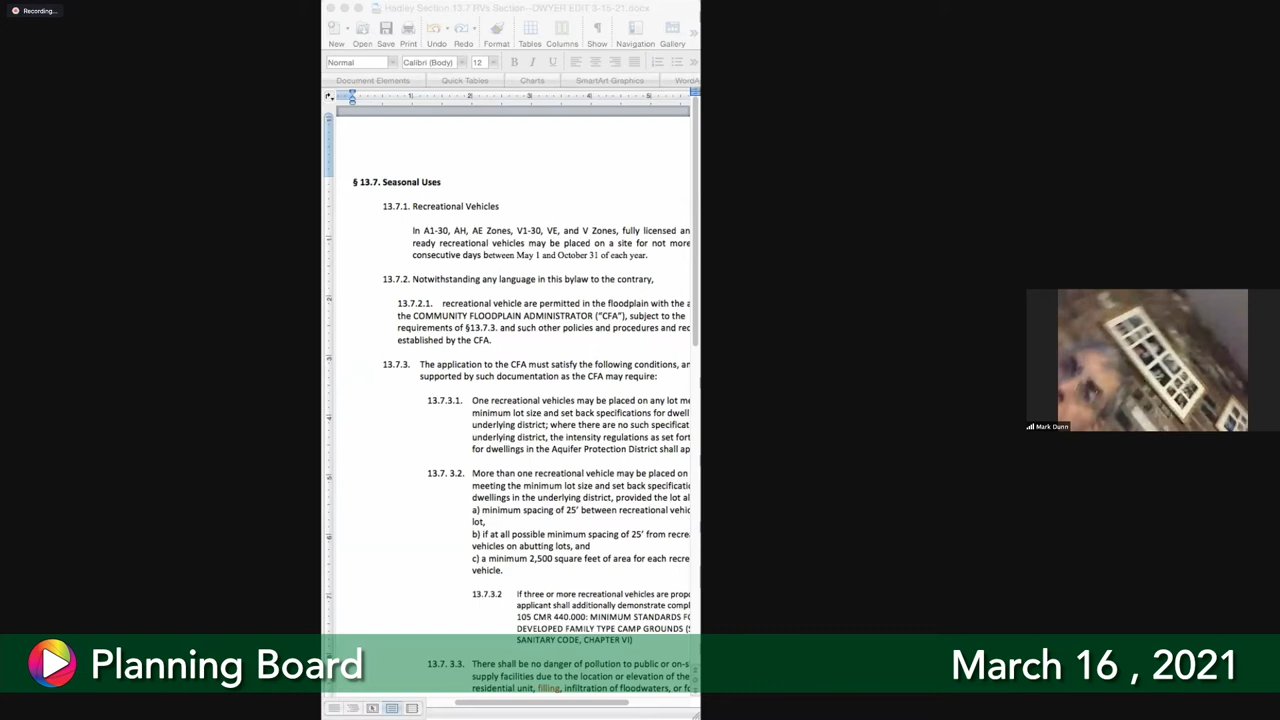 Recording...
Hadley Section 13.7 RVs Section--DWYER EDIT 3-15-21.docx
New Open Save Print Undo Redo Format Tables Columns Show Navigation Gallery
Normal Calibri (Body) 12 B I U
Document Elements Quick Tables Charts SmartArt Graphics WordA
§ 13.7. Seasonal Uses
13.7.1. Recreational Vehicles
In A1-30, AH, AE Zones, V1-30, VE, and V Zones, fully licensed an
ready recreational vehicles may be placed on a site for not more
consecutive days between May 1 and October 31 of each year.
13.7.2. Notwithstanding any language in this bylaw to the contrary,
13.7.2.1. recreational vehicle are permitted in the floodplain with the a
the COMMUNITY FLOODPLAIN ADMINISTRATOR ("CFA"), subject to the
requirements of §13.7.3. and such other policies and procedures and rec
established by the CFA.
13.7.3. The application to the CFA must satisfy the following conditions, an
supported by such documentation as the CFA may require:
13.7.3.1. One recreational vehicles may be placed on any lot me
minimum lot size and set back specifications for dwell
underlying district; where there are no such specificat
underlying district, the intensity regulations as set fort
for dwellings in the Aquifer Protection District shall ap
13.7. 3.2. More than one recreational vehicle may be placed on
meeting the minimum lot size and set back specificatio
dwellings in the underlying district, provided the lot al
a) minimum spacing of 25' between recreational vehic
lot,
b) if at all possible minimum spacing of 25' from recre
vehicles on abutting lots, and
c) a minimum 2,500 square feet of area for each recre
vehicle.
13.7.3.2 If three or more recreational vehicles are propo
applicant shall additionally demonstrate compl
105 CMR 440.000: MINIMUM STANDARDS FO
DEVELOPED FAMILY TYPE CAMP GROUNDS (S
SANITARY CODE, CHAPTER VI)
13.7. 3.3. There shall be no danger of pollution to public or on-s
supply facilities due to the location or elevation of the
residential unit, filling, infiltration of floodwaters, or fo
Mark Dunn
Planning Board
March 16 , 2021